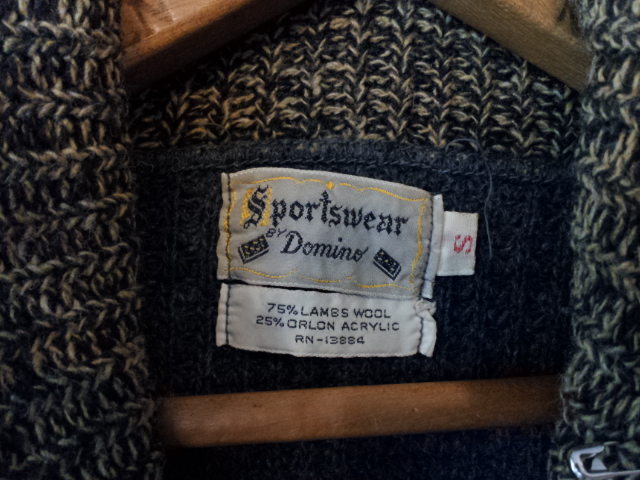 Sportswear
BY Domino
S
75% LAMBS WOOL
25% ORLON ACRYLIC
RN-13884